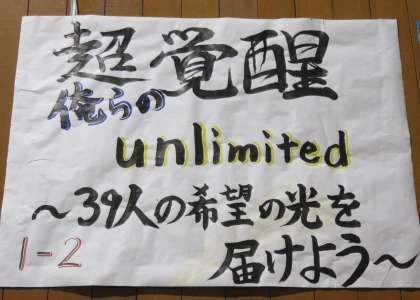 超覚醒
俺らの
unlimited
～39人の希望の光を
届けよう～
1-2